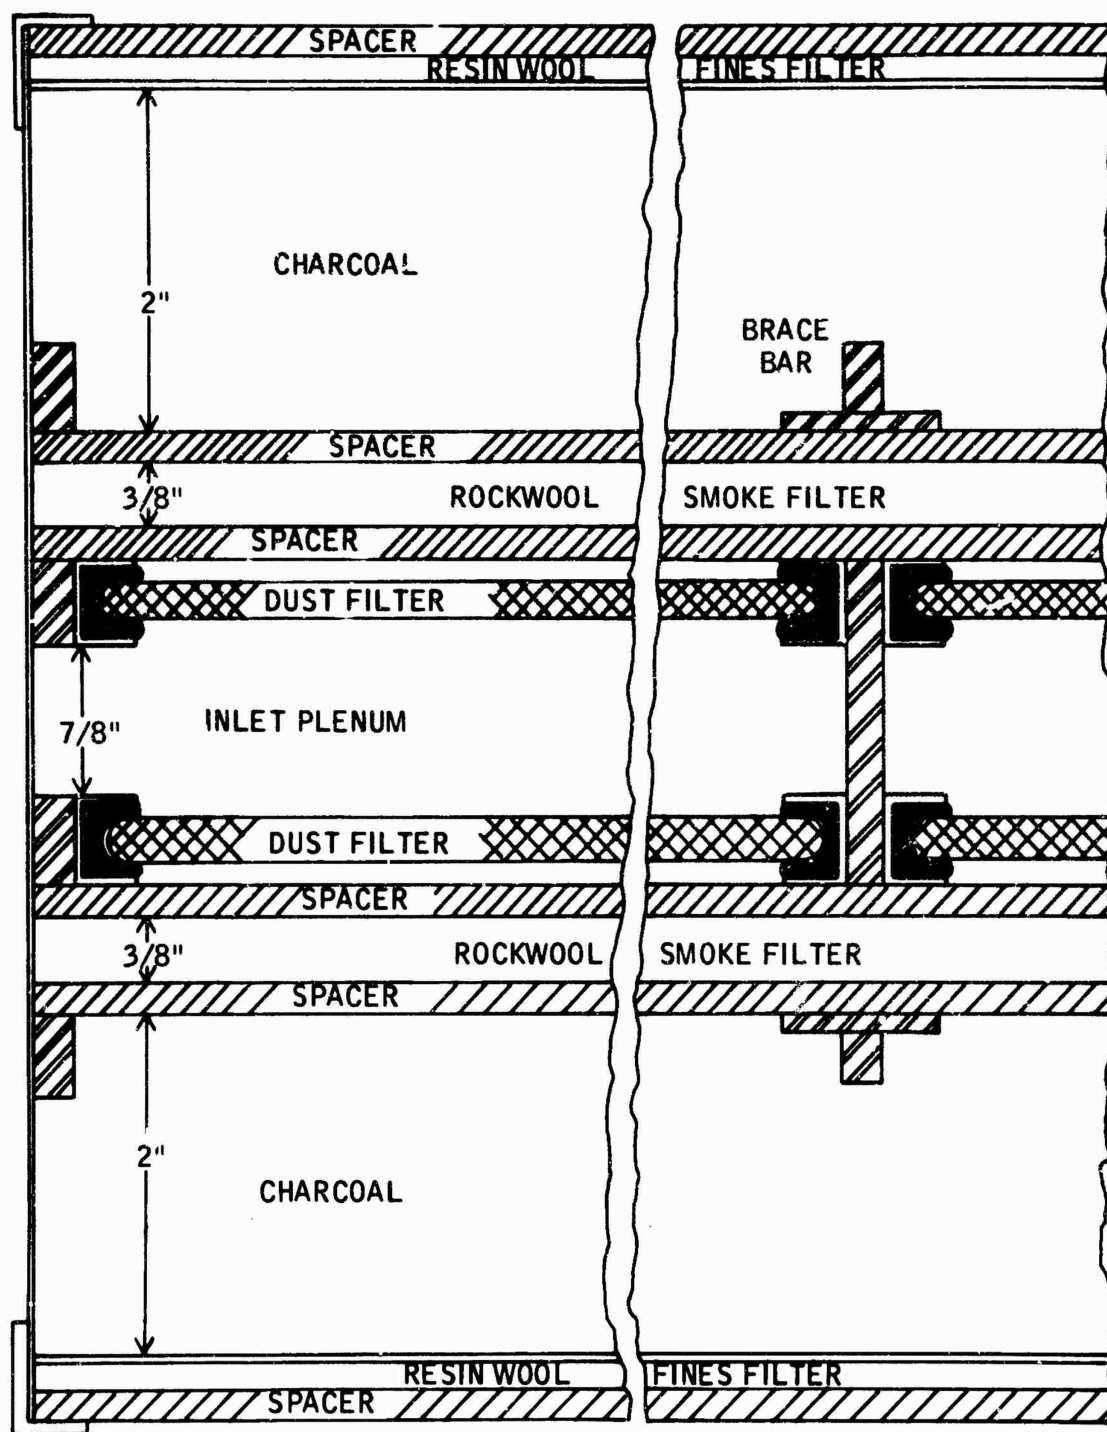 SPACER
RESIN WOOL FINES FILTER
CHARCOAL
2"
BRACE
BAR
SPACER
3/8"
ROCKWOOL SMOKE FILTER
SPACER
DUST FILTER
INLET PLENUM
7/8"
DUST FILTER
SPACER
3/8"
ROCKWOOL SMOKE FILTER
SPACER
2"
CHARCOAL
RESIN WOOL FINES FILTER
SPACER